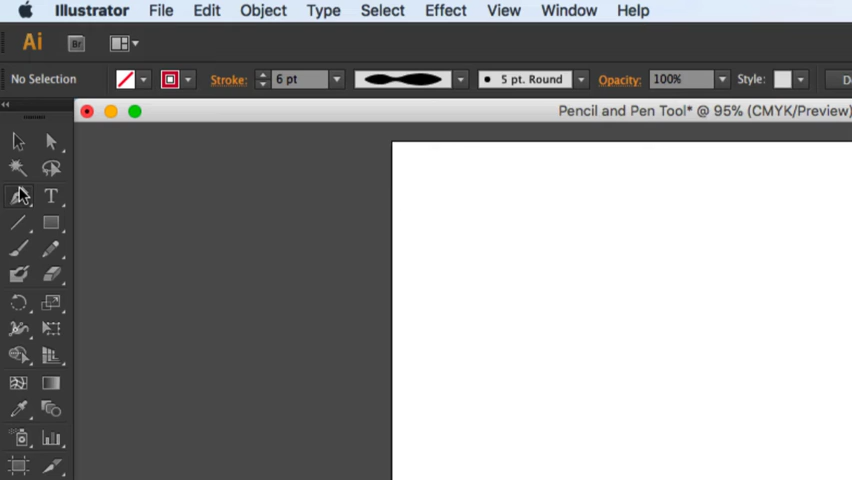 Illustrator File Edit Object Type Select Effect View Window Help
Ai Br
No Selection Stroke: 6 pt 5 pt. Round Opacity: 100% Style:
Pencil and Pen Tool* @ 95% (CMYK/Preview)
T